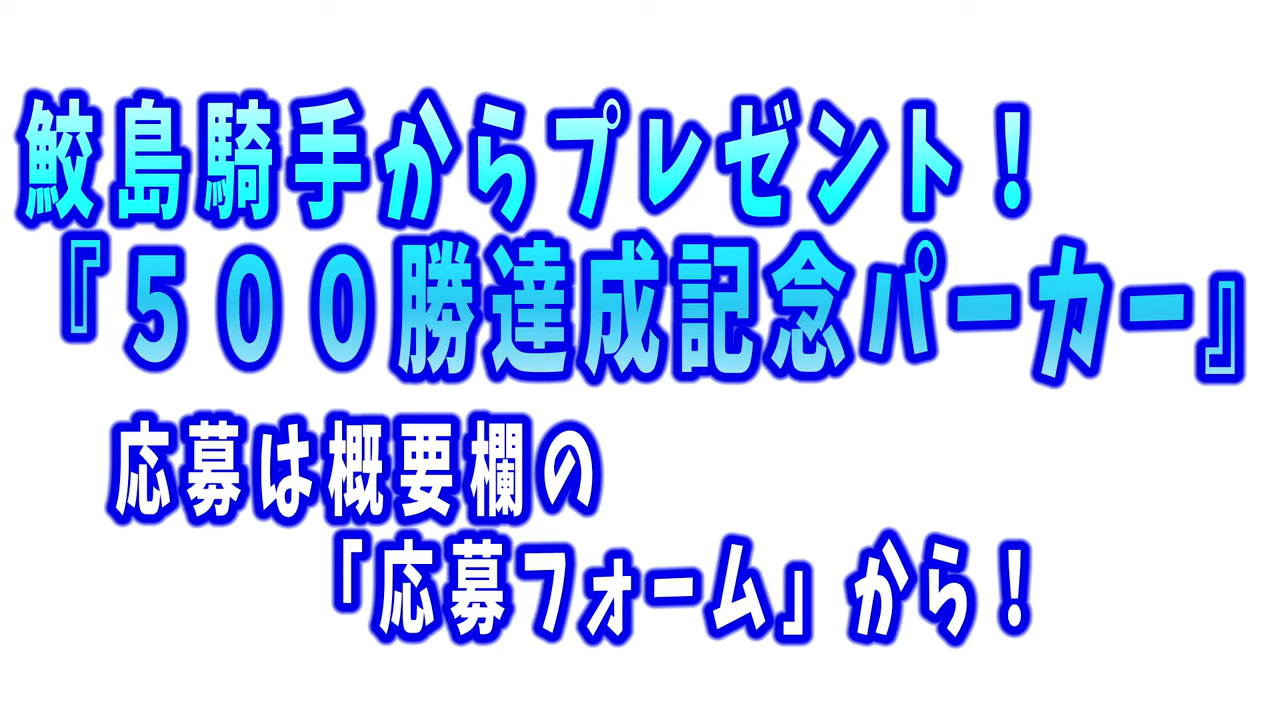 鮫島騎手からプレゼント！
『５００勝達成記念パーカー』
応募は概要欄の
「応募フォーム」から！